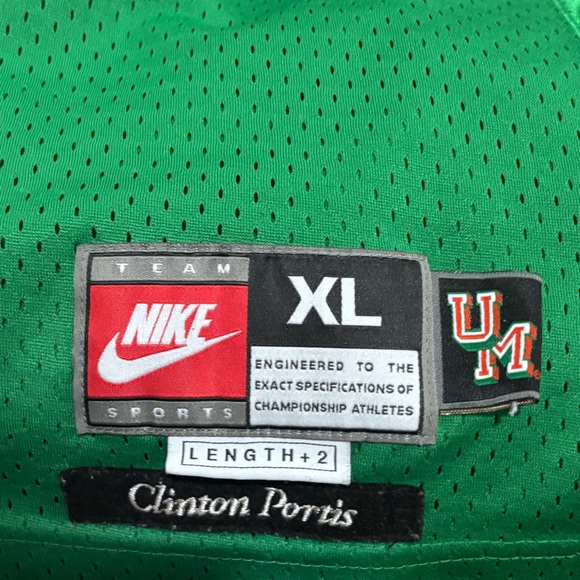 TEAM
NIKE
SPORTS
XL
ENGINEERED TO THE
EXACT SPECIFICATIONS OF
CHAMPIONSHIP ATHLETES
UM
LENGTH + 2
Clinton Portis